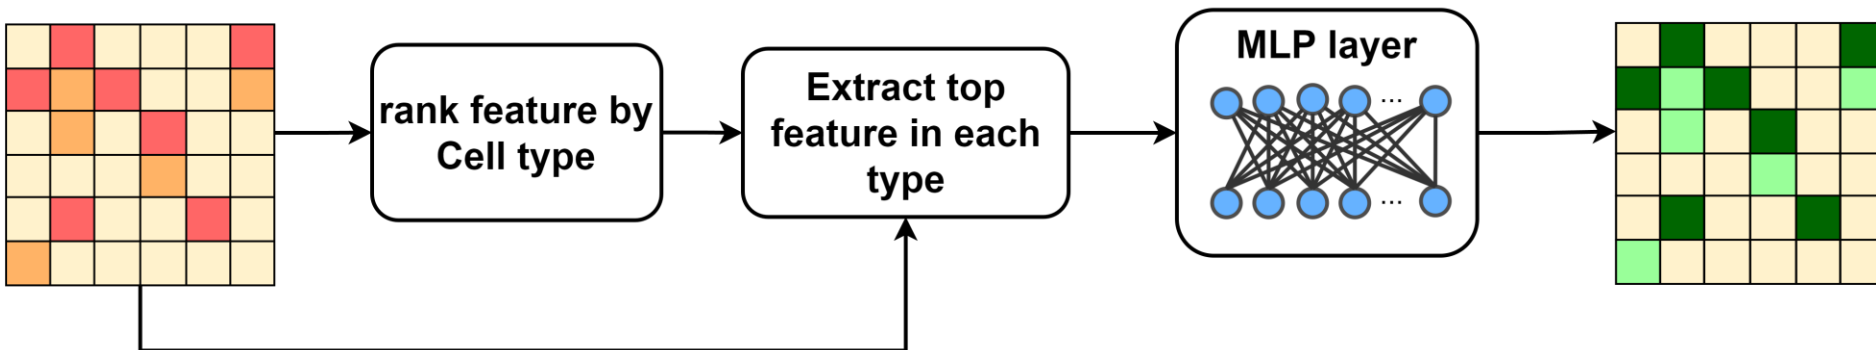 rank feature by
Cell type
Extract top
feature in each
type
MLP layer
...
...